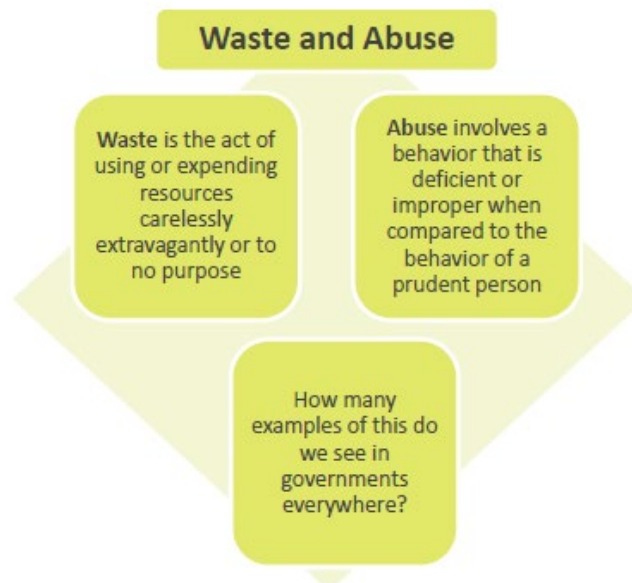 Waste and Abuse
Waste is the act of
using or expending
resources
carelessly
extravagantly or to
no purpose
Abuse involves a
behavior that is
deficient or
improper when
compared to the
behavior of a
prudent person
How many
examples of this do
we see in
governments
everywhere?